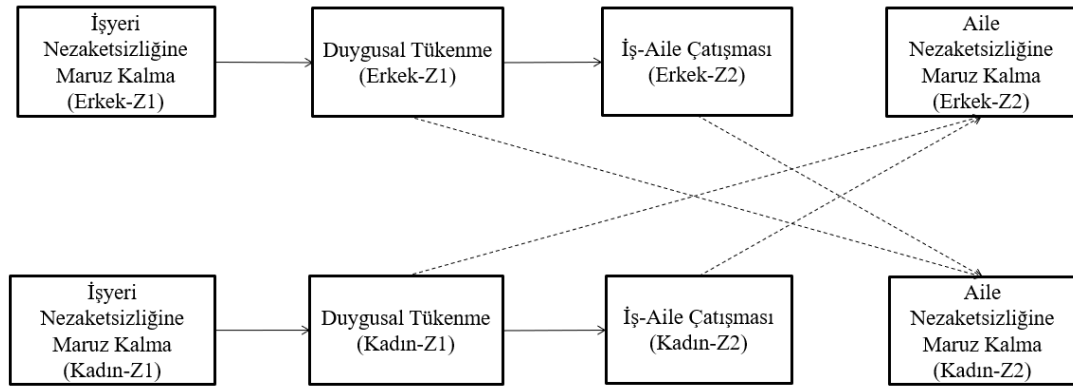 İşyeri
Nezaketsizliğine
Maruz Kalma
(Erkek-Z1)
Duygusal Tükenme
(Erkek-Z1)
İş-Aile Çatışması
(Erkek-Z2)
Aile
Nezaketsizliğine
Maruz Kalma
(Erkek-Z2)
İşyeri
Nezaketsizliğine
Maruz Kalma
(Kadın-Z1)
Duygusal Tükenme
(Kadın-Z1)
İş-Aile Çatışması
(Kadın-Z2)
Aile
Nezaketsizliğine
Maruz Kalma
(Kadın-Z2)